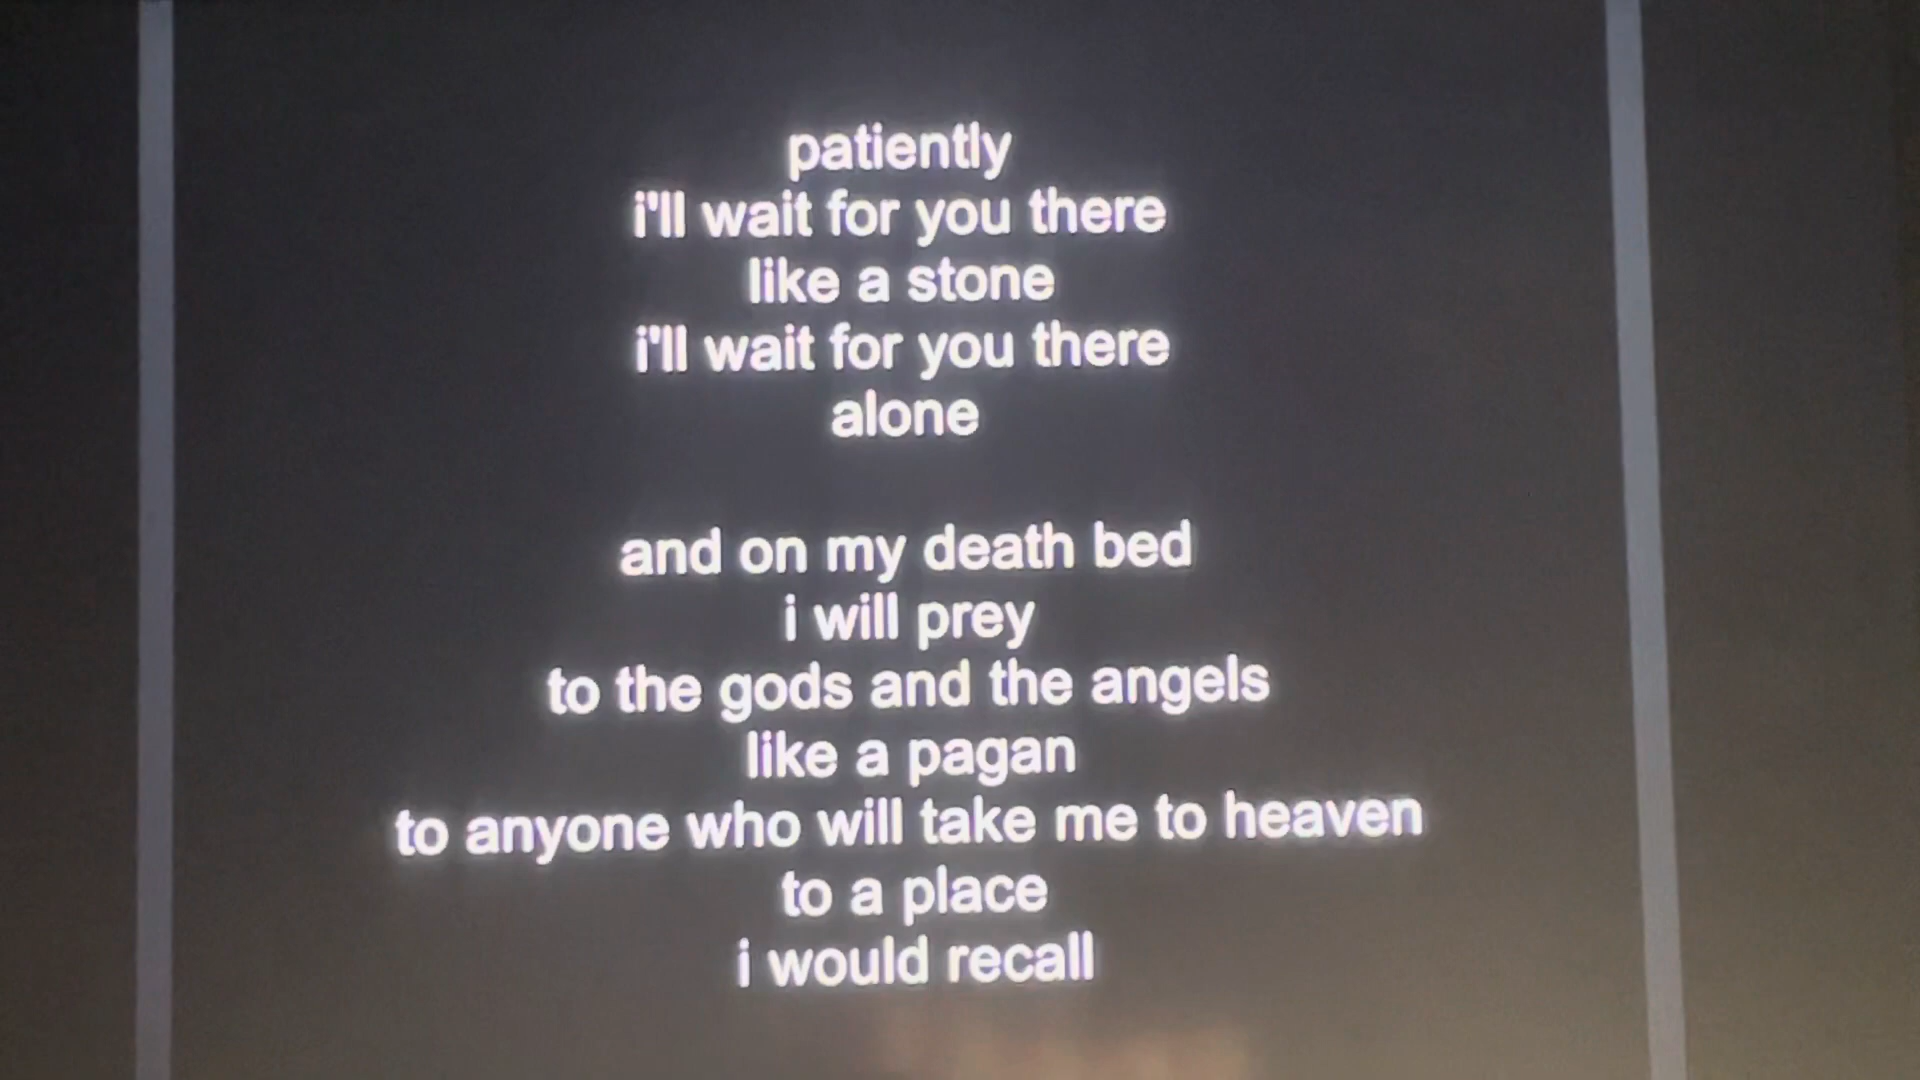 patiently
i'll wait for you there
like a stone
i'll wait for you there
alone
and on my death bed
i will prey
to the gods and the angels
like a pagan
to anyone who will take me to heaven
to a place
i would recall